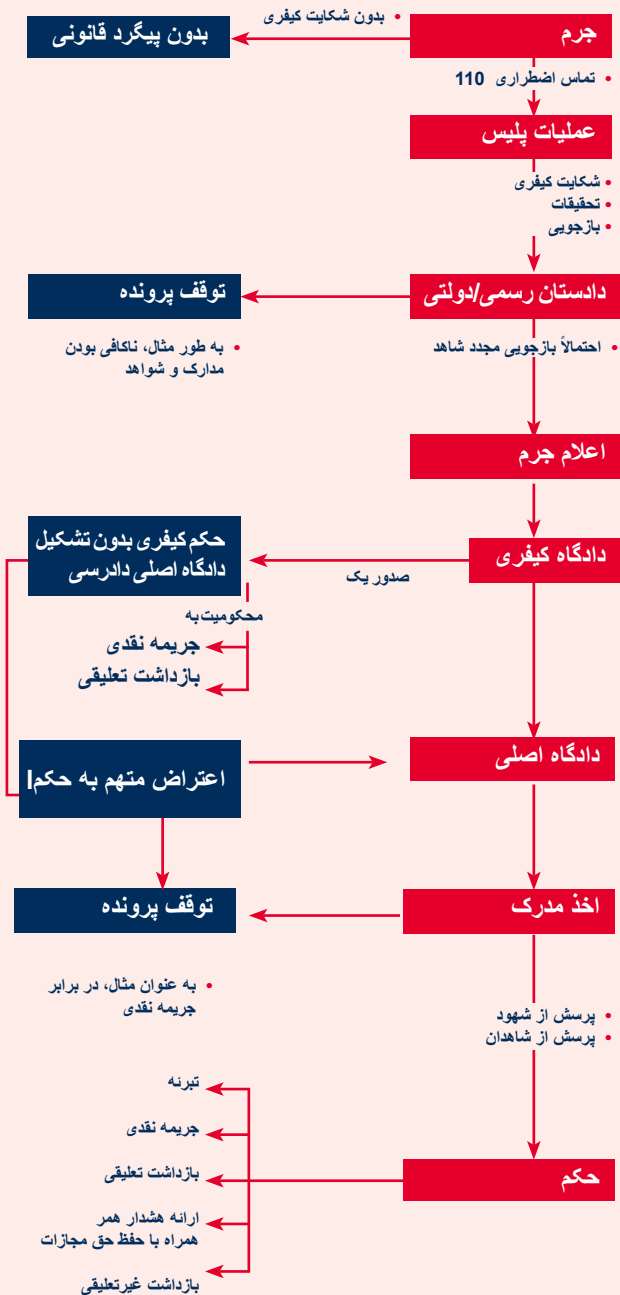 جرم
• بدون شکایت کیفری
بدون پیگرد قانونی
• تماس اضطراری 110
عملیات پلیس
• شکایت کیفری
• تحقیقات
• بازجویی
دادستان رسمی/دولتی
توقف پرونده
• احتمالاً بازجویی مجدد شاهد
• به طور مثال، ناکافی بودن
مدارک و شواهد
اعلام جرم
دادگاه کیفری
صدور یک
حکم کیفری بدون تشکیل
دادگاه اصلی دادرسی
محکومیت به
جریمه نقدی
بازداشت تعلیقی
دادگاه اصلی
اعتراض متهم به حکم|
اخذ مدرک
توقف پرونده
• به عنوان مثال، در برابر
جریمه نقدی
• پرسش از شهود
• پرسش از شاهدان
حکم
تبرئه
جریمه نقدی
بازداشت تعلیقی
ارائه هشدار همر
همراه با حفظ حق مجازات
بازداشت غیرتعلیقی